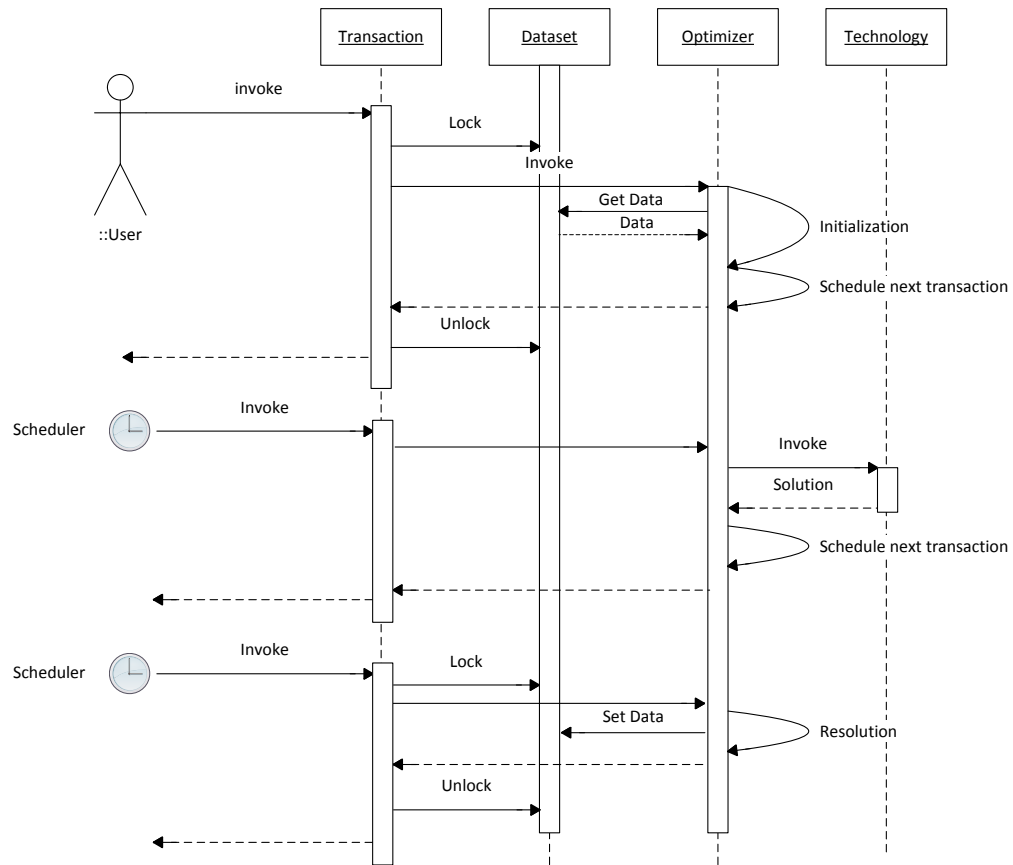 Transaction
Dataset
Optimizer
Technology
invoke
Lock
Invoke
Get Data
Data
Initialization
::User
Schedule next transaction
Unlock
Invoke
Scheduler
Invoke
Solution
Schedule next transaction
Invoke
Lock
Scheduler
Set Data
Resolution
Unlock